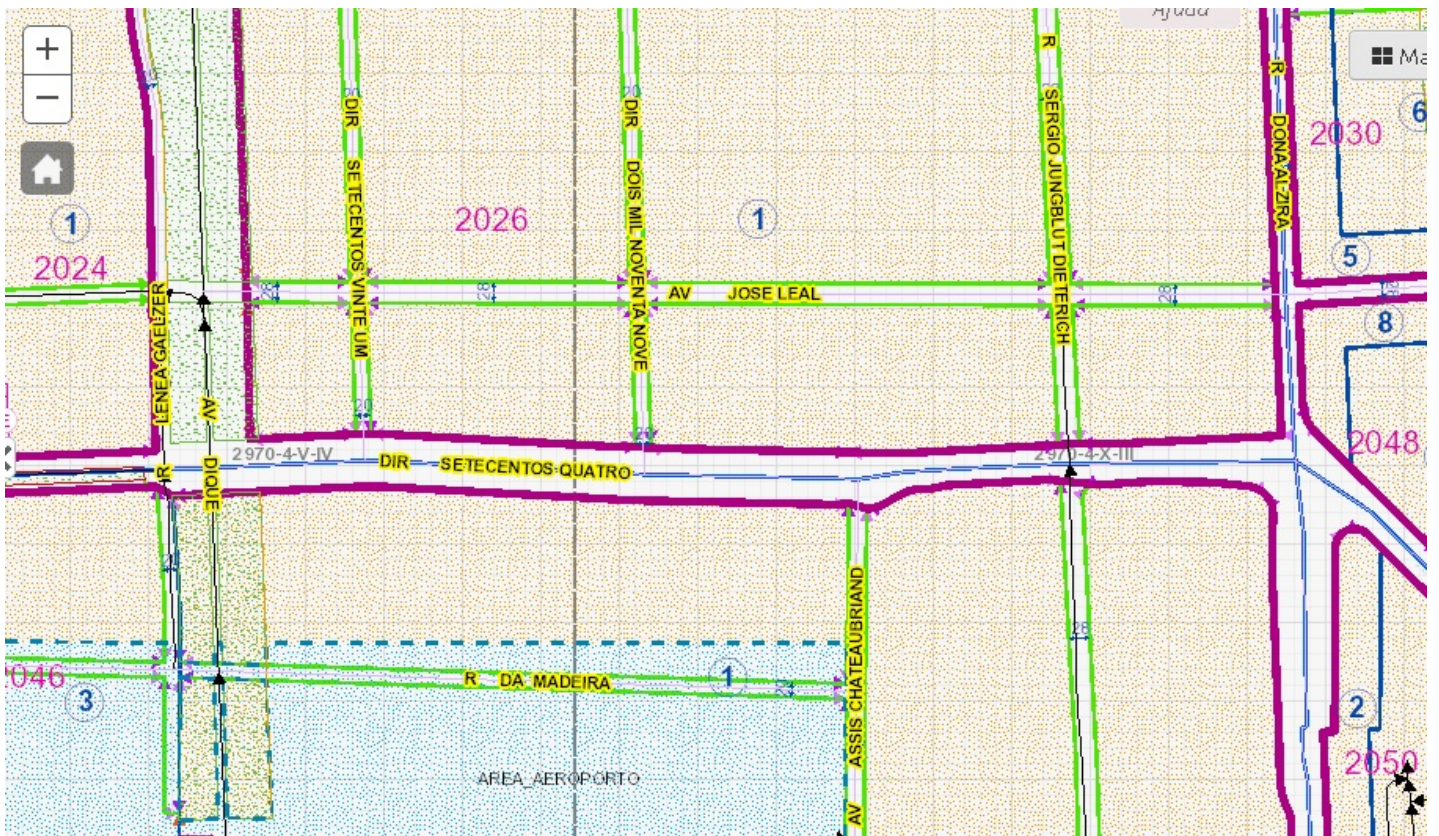 Ajuda
+
−
Ma
6
2030
R
SERGIO JUNGBLUT DIETERICH
R
DONA ALZIRA
DIR
SETECENTOS VINTE UM
DIR
DOIS MIL NOVENTA NOVE
1
2024
2026
1
5
8
LENEA GAELZER
R
28
28
AV JOSE LEAL
28
AV
DIQUE
20
2970-4-V-IV
DIR SETECENTOS QUATRO
2970-4-X-III
2048
ASSIS CHATEAUBRIAND
AV
28
2046
3
R DA MADEIRA
1
20
2
2050
AREA_AEROPORTO